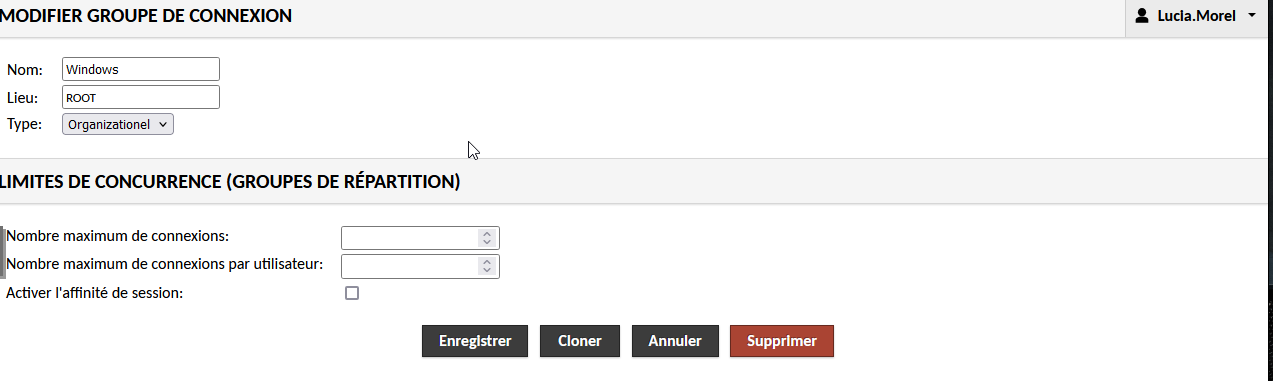 MODIFIER GROUPE DE CONNEXION
Lucia.Morel
Nom: Windows
Lieu: ROOT
Type: Organizationel
LIMITES DE CONCURRENCE (GROUPES DE RÉPARTITION)
Nombre maximum de connexions:
Nombre maximum de connexions par utilisateur:
Activer l'affinité de session:
Enregistrer Cloner Annuler Supprimer